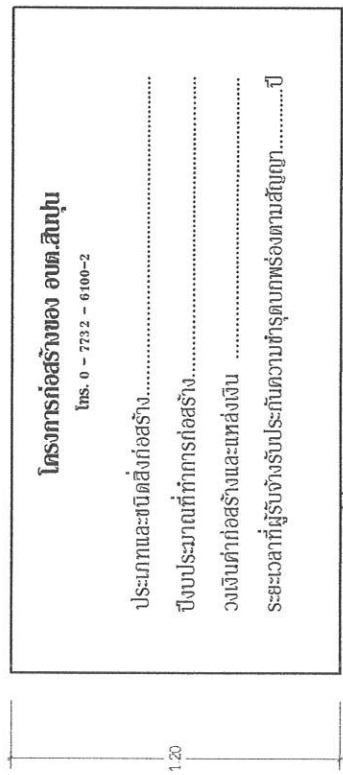 โครงการก่อสร้างของ อบต.สินปุน
โทร. 0 - 7732 - 6100-2
ประเภทและชนิดสิ่งก่อสร้าง.............................................
ปีงบประมาณที่ทำการก่อสร้าง.............................................
วงเงินค่าก่อสร้างและแหล่งเงิน .............................................
ระยะเวลาที่ผู้รับจ้างรับประกันความชำรุดบกพร่องตามสัญญา..........ปี
1.20